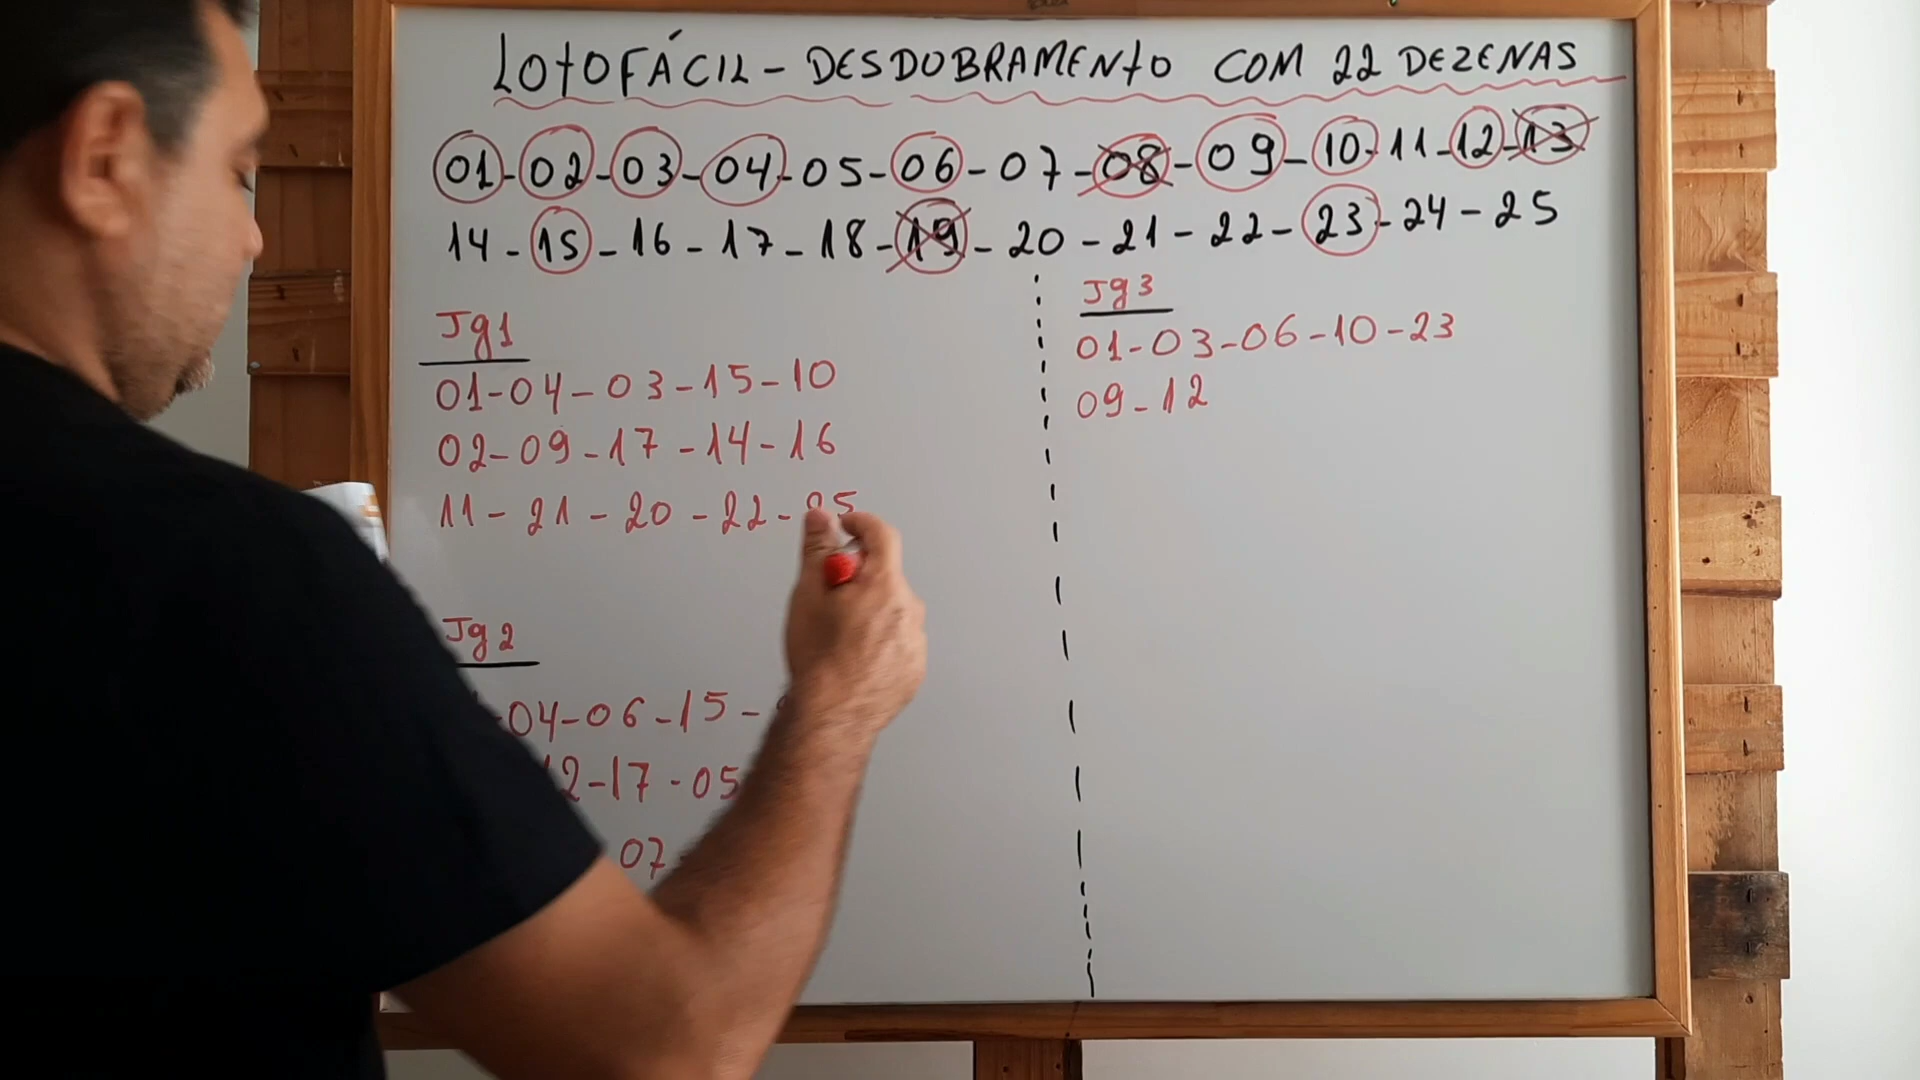 LOTOFÁCIL - DESDOBRAMENTO COM 22 DEZENAS
01-02-03-04-05-06-07-08-09-10-11-12-13
14-15-16-17-18-19-20-21-22-23-24-25
Jg1
01-04-03-15-10
02-09-17-14-16
11-21-20-22-25
Jg2
04-06-15-
12-17-05
07
Jg3
01-03-06-10-23
09-12